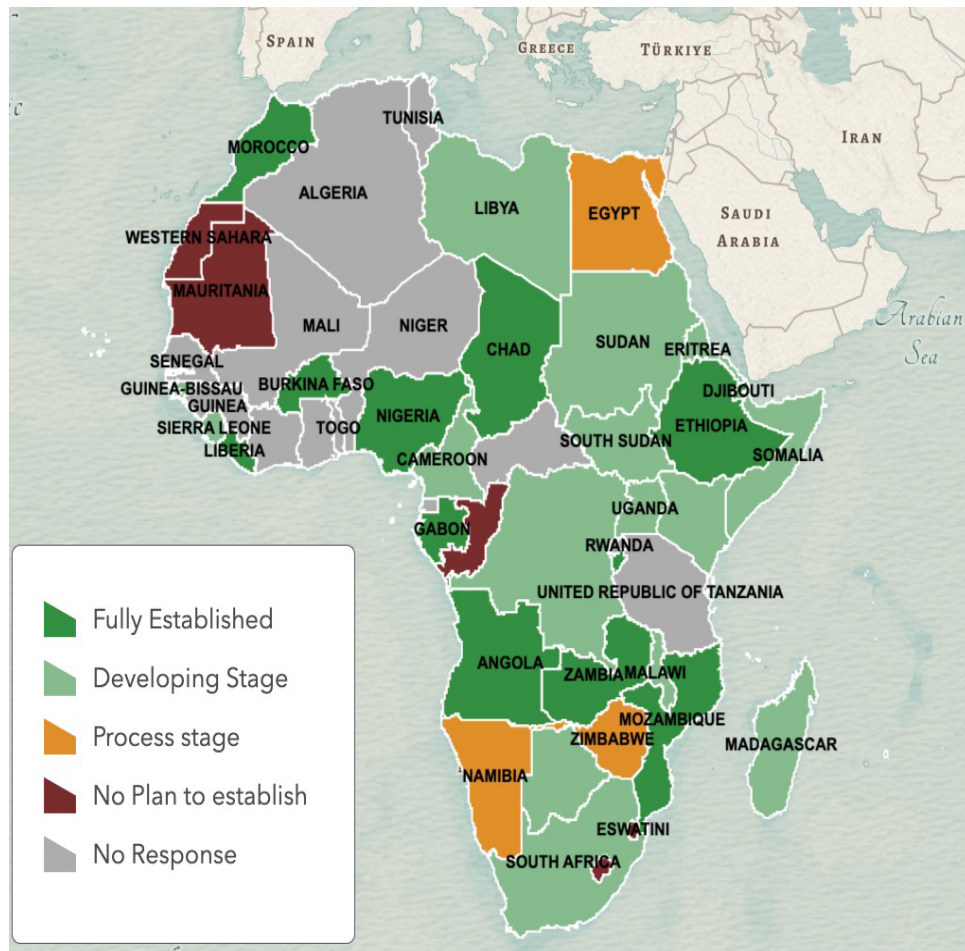 SPAIN
GREECE
TÜRKIYE
IRAN
SAUDI
ARABIA
Arabian
Sea
ic
MOROCCO
TUNISIA
ALGERIA
LIBYA
EGYPT
WESTERN SAHARA
MAURITANIA
MALI
NIGER
CHAD
SUDAN
ERITREA
SENEGAL
GUINEA-BISSAU
GUINEA
BURKINA FASO
NIGERIA
DJIBOUTI
ETHIOPIA
SIERRA LEONE
LIBERIA
TOGO
CAMEROON
SOUTH SUDAN
SOMALIA
GABON
UGANDA
RWANDA
UNITED REPUBLIC OF TANZANIA
ANGOLA
ZAMBIA
MALAWI
MOZAMBIQUE
ZIMBABWE
MADAGASCAR
NAMIBIA
ESWATINI
SOUTH AFRICA
Fully Established
Developing Stage
Process stage
No Plan to establish
No Response